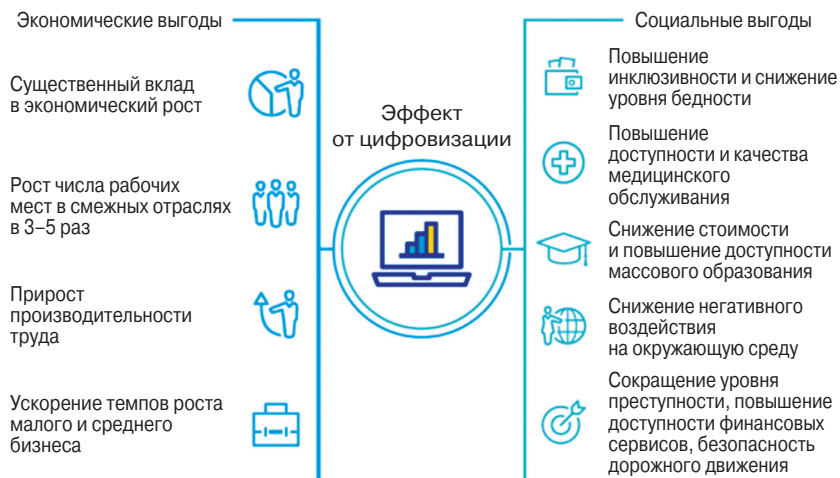 Экономические выгоды
Существенный вклад
в экономический рост
Рост числа рабочих
мест в смежных отраслях
в 3–5 раз
Прирост
производительности
труда
Ускорение темпов роста
малого и среднего
бизнеса
Эффект
от цифровизации
Социальные выгоды
Повышение
инклюзивности и снижение
уровня бедности
Повышение
доступности и качества
медицинского
обслуживания
Снижение стоимости
и повышение доступности
массового образования
Снижение негативного
воздействия
на окружающую среду
Сокращение уровня
преступности, повышение
доступности финансовых
сервисов, безопасность
дорожного движения